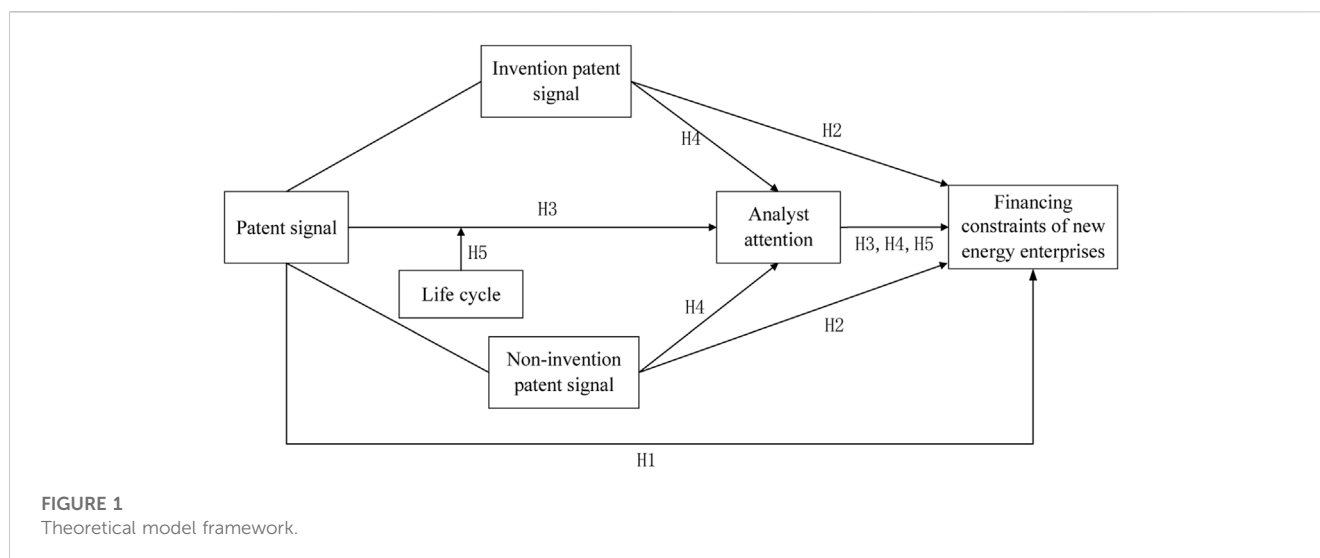 Invention patent
signal
H2
H4
Patent signal
H3
Analyst
attention
Financing
constraints of new
energy enterprises
H3, H4, H5
H5
Life cycle
H4
H2
Non-invention
patent signal
H1
FIGURE 1
Theoretical model framework.